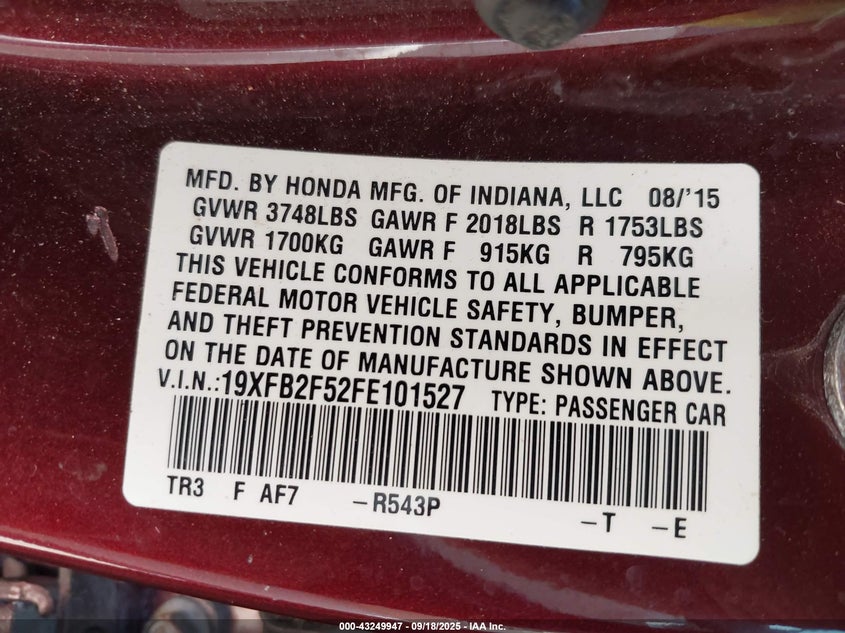 MFD. BY HONDA MFG. OF INDIANA, LLC 08/'15
GVWR 3748LBS GAWR F 2018LBS R 1753LBS
GVWR 1700KG GAWR F 915KG R 795KG
THIS VEHICLE CONFORMS TO ALL APPLICABLE
FEDERAL MOTOR VEHICLE SAFETY, BUMPER,
AND THEFT PREVENTION STANDARDS IN EFFECT
ON THE DATE OF MANUFACTURE SHOWN ABOVE.
V.I.N.:19XFB2F52FE101527 TYPE: PASSENGER CAR
TR3 F AF7 –R543P –T –E
000-43249947 - 09/18/2025 - IAA Inc.